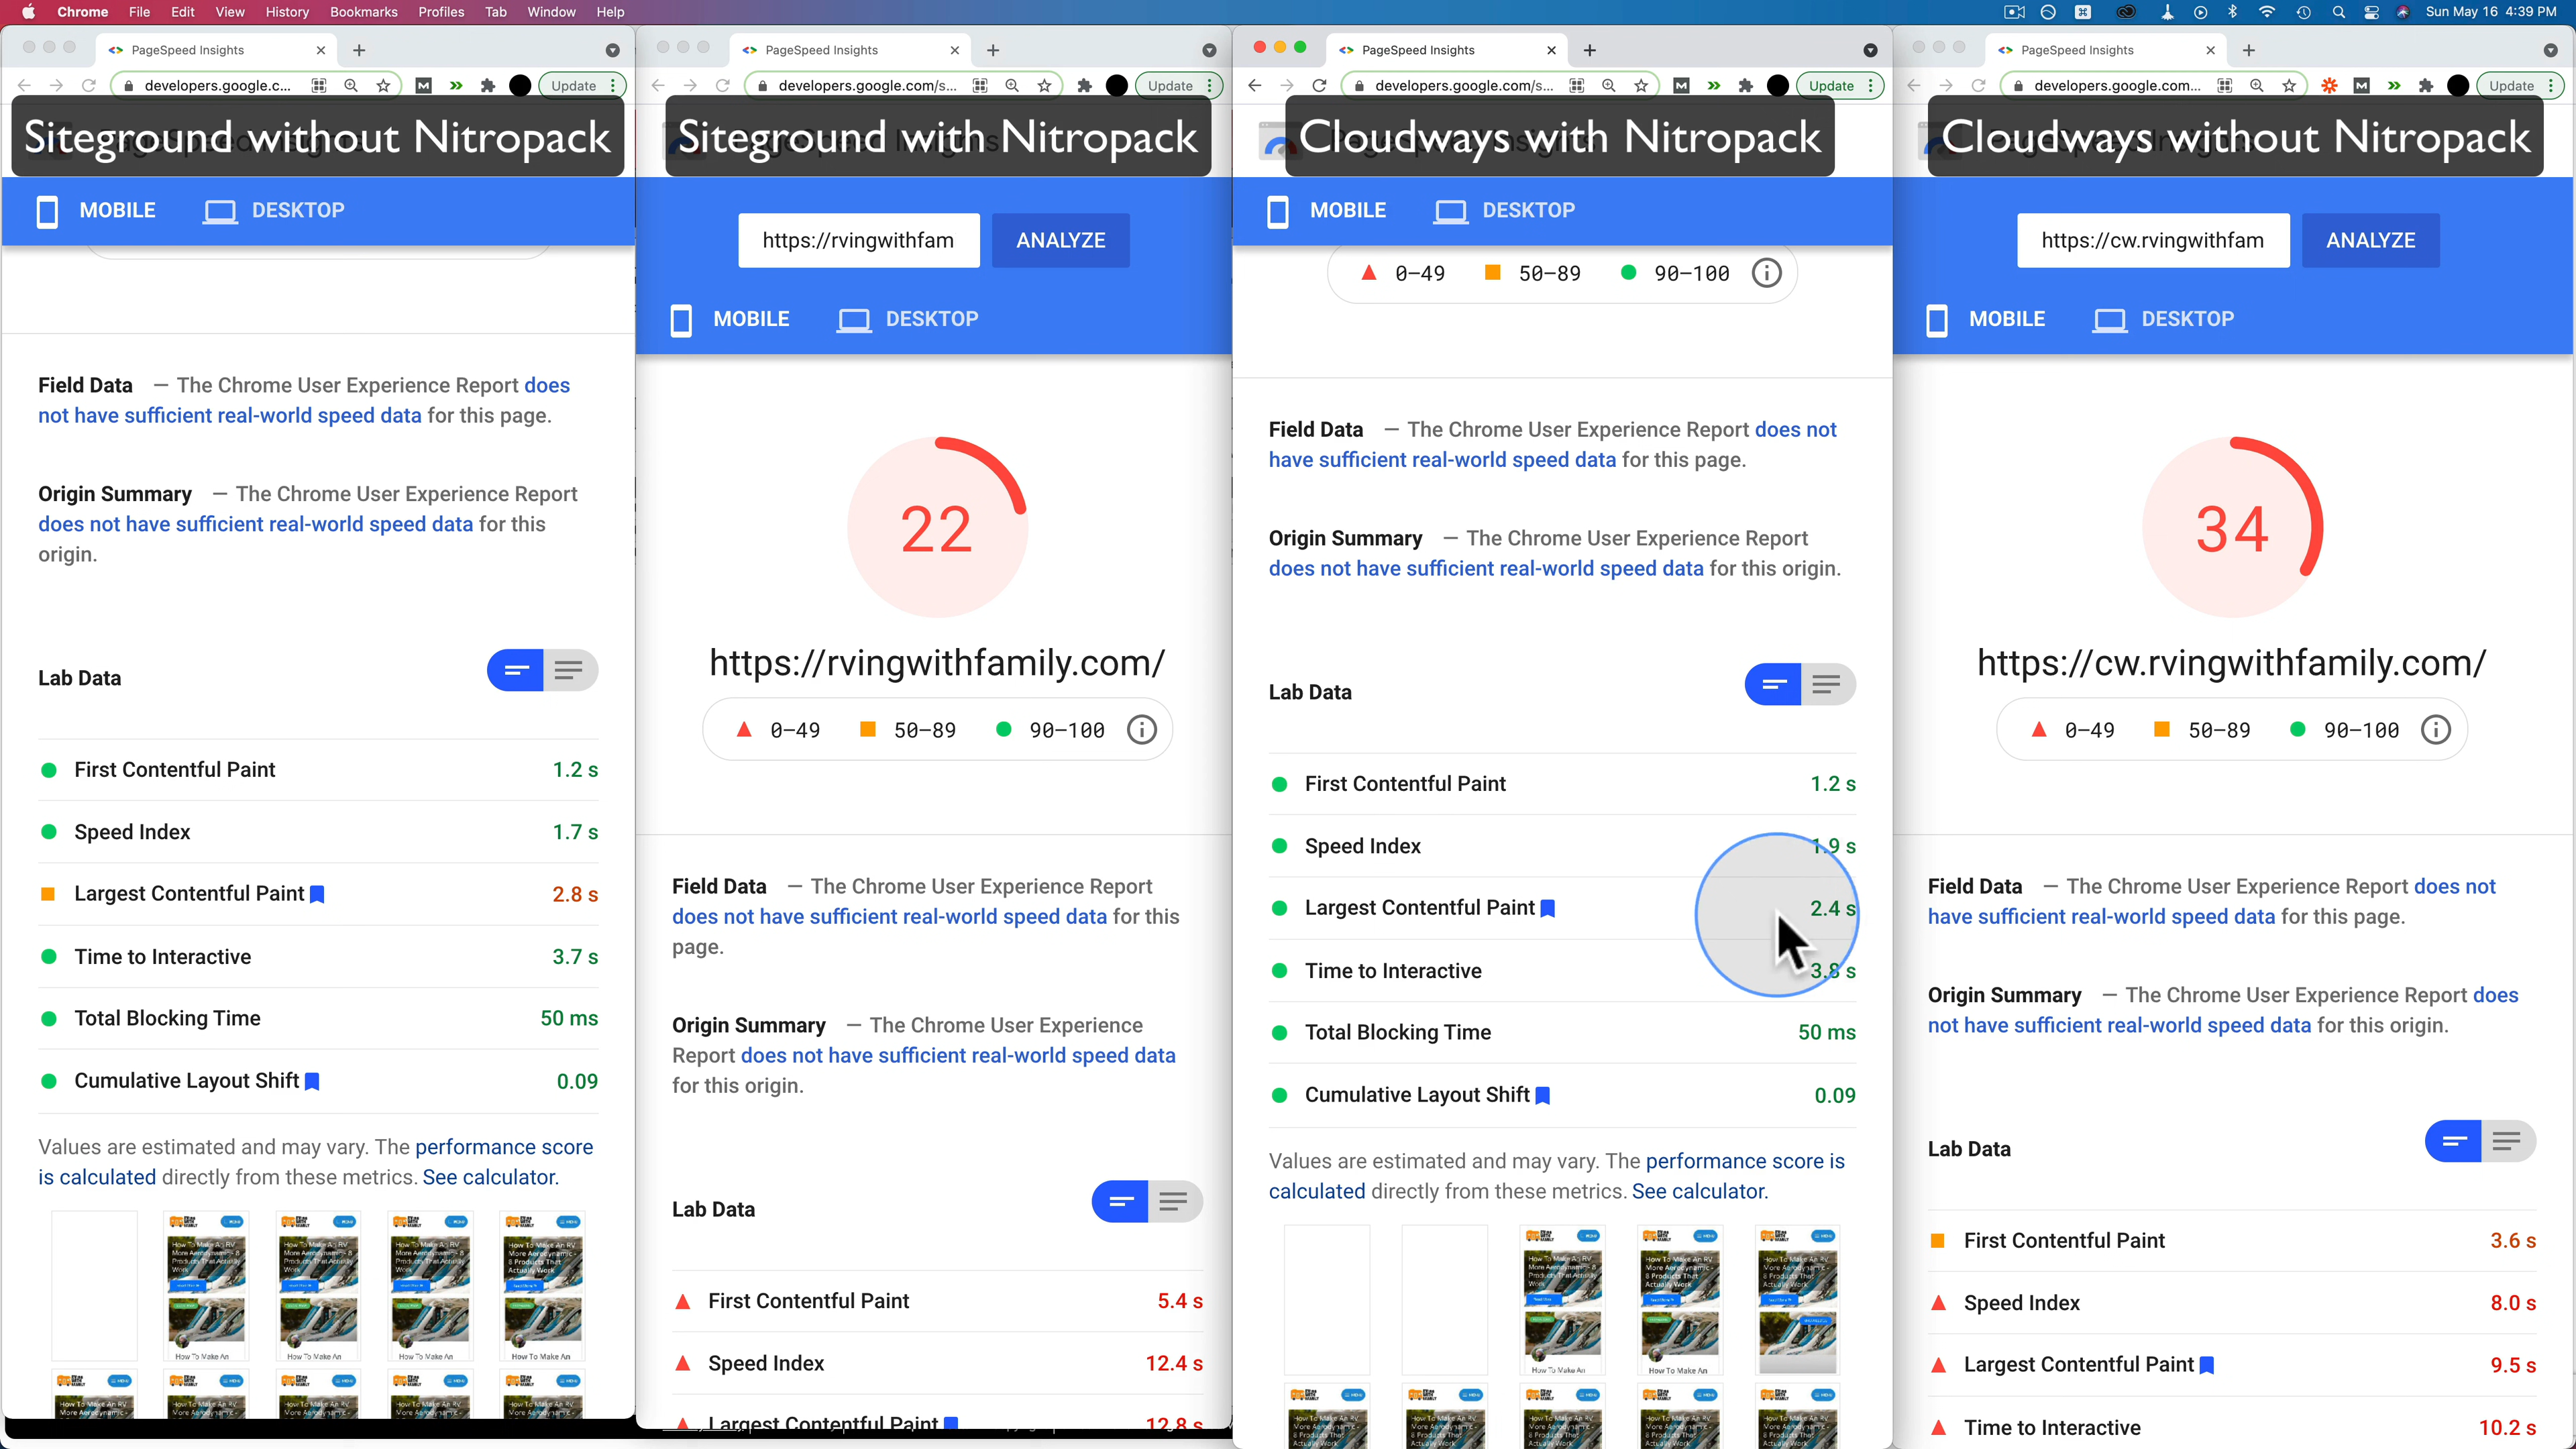 Chrome File Edit View History Bookmarks Profiles Tab Window Help
Sun May 16 4:39 PM
PageSpeed Insights
developers.google.c...
Update
Siteground without Nitropack
MOBILE DESKTOP
Field Data — The Chrome User Experience Report does
not have sufficient real-world speed data for this page.
Origin Summary — The Chrome User Experience Report
does not have sufficient real-world speed data for this
origin.
Lab Data
First Contentful Paint 1.2 s
Speed Index 1.7 s
Largest Contentful Paint 2.8 s
Time to Interactive 3.7 s
Total Blocking Time 50 ms
Cumulative Layout Shift 0.09
Values are estimated and may vary. The performance score
is calculated directly from these metrics. See calculator.
PageSpeed Insights
developers.google.com/s...
Update
Siteground with Nitropack
https://rvingwithfam ANALYZE
MOBILE DESKTOP
22
https://rvingwithfamily.com/
0–49 50–89 90–100
Field Data — The Chrome User Experience Report
does not have sufficient real-world speed data for this
page.
Origin Summary — The Chrome User Experience
Report does not have sufficient real-world speed data
for this origin.
Lab Data
First Contentful Paint 5.4 s
Speed Index 12.4 s
Largest Contentful Paint 12.8 s
PageSpeed Insights
developers.google.com/s...
Update
Cloudways with Nitropack
MOBILE DESKTOP
0–49 50–89 90–100
Field Data — The Chrome User Experience Report does not
have sufficient real-world speed data for this page.
Origin Summary — The Chrome User Experience Report
does not have sufficient real-world speed data for this origin.
Lab Data
First Contentful Paint 1.2 s
Speed Index 1.9 s
Largest Contentful Paint 2.4 s
Time to Interactive 3.8 s
Total Blocking Time 50 ms
Cumulative Layout Shift 0.09
Values are estimated and may vary. The performance score is
calculated directly from these metrics. See calculator.
PageSpeed Insights
developers.google.com...
Update
Cloudways without Nitropack
https://cw.rvingwithfam ANALYZE
MOBILE DESKTOP
34
https://cw.rvingwithfamily.com/
0–49 50–89 90–100
Field Data — The Chrome User Experience Report does not
have sufficient real-world speed data for this page.
Origin Summary — The Chrome User Experience Report does
not have sufficient real-world speed data for this origin.
Lab Data
First Contentful Paint 3.6 s
Speed Index 8.0 s
Largest Contentful Paint 9.5 s
Time to Interactive 10.2 s